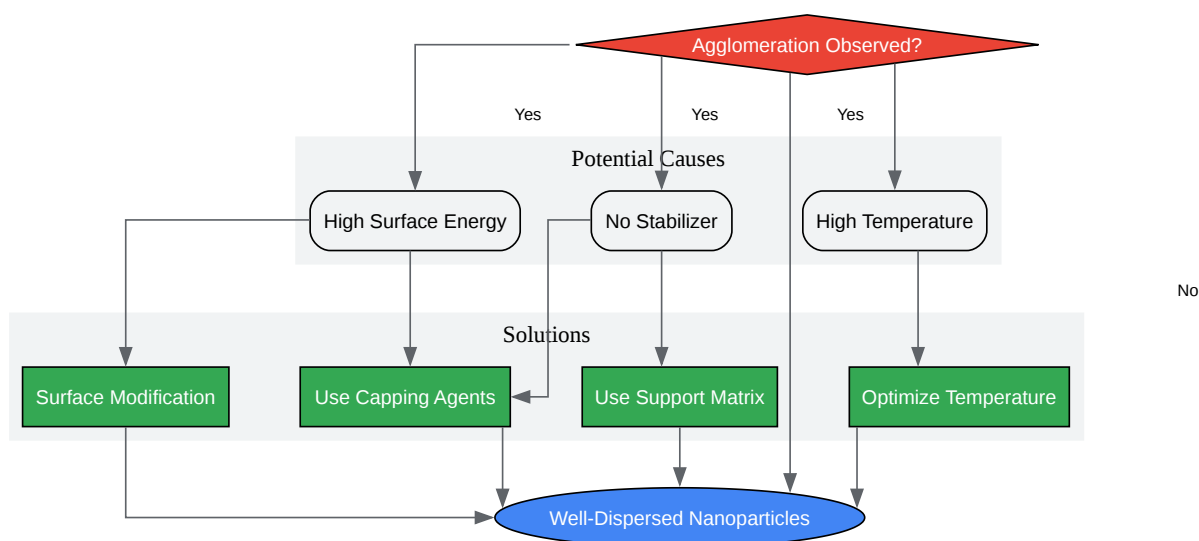 Agglomeration Observed?
Yes
Yes
Yes
Potential Causes
High Surface Energy
No Stabilizer
High Temperature
No
Solutions
Surface Modification
Use Capping Agents
Use Support Matrix
Optimize Temperature
Well-Dispersed Nanoparticles